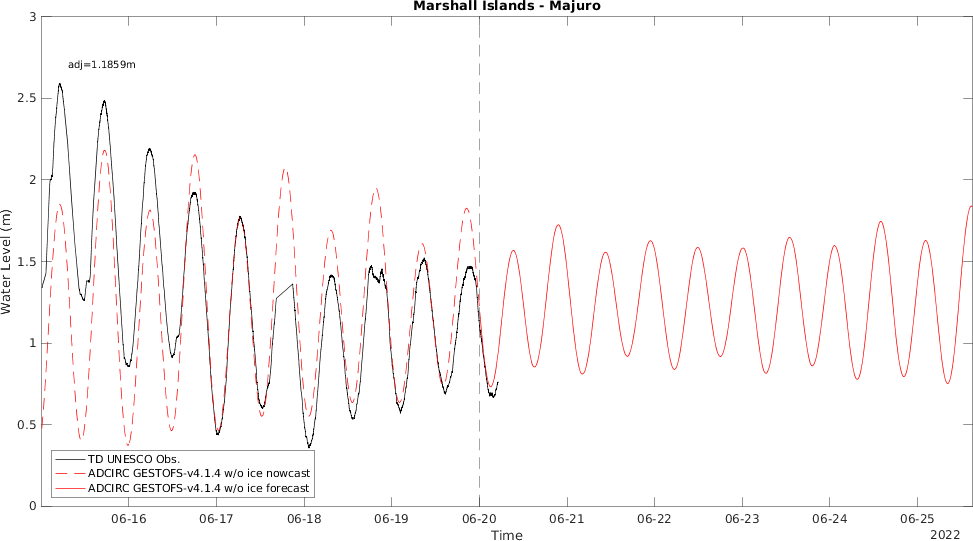 Marshall Islands - Majuro
adj=1.1859m
Water Level (m)
3
2.5
2
1.5
1
0.5
0
TD UNESCO Obs.
ADCIRC GESTOFS-v4.1.4 w/o ice nowcast
ADCIRC GESTOFS-v4.1.4 w/o ice forecast
06-16 06-17 06-18 06-19 06-20 06-21 06-22 06-23 06-24 06-25
Time
2022